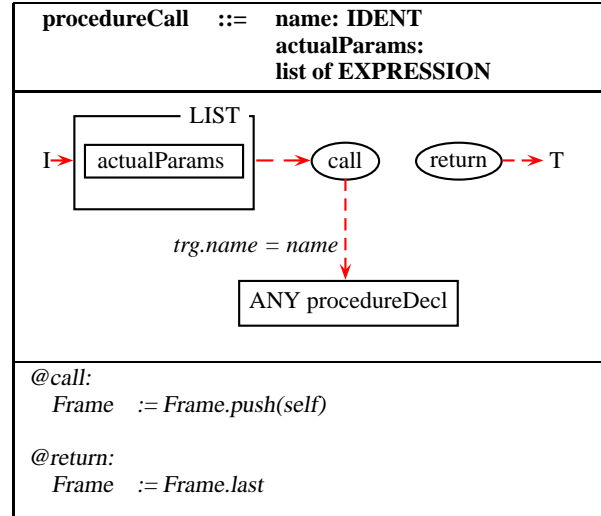 procedureCall ::= name: IDENT
actualParams:
list of EXPRESSION
LIST
I actualParams call return T
trg.name = name
ANY procedureDecl
@call:
Frame := Frame.push(self)
@return:
Frame := Frame.last